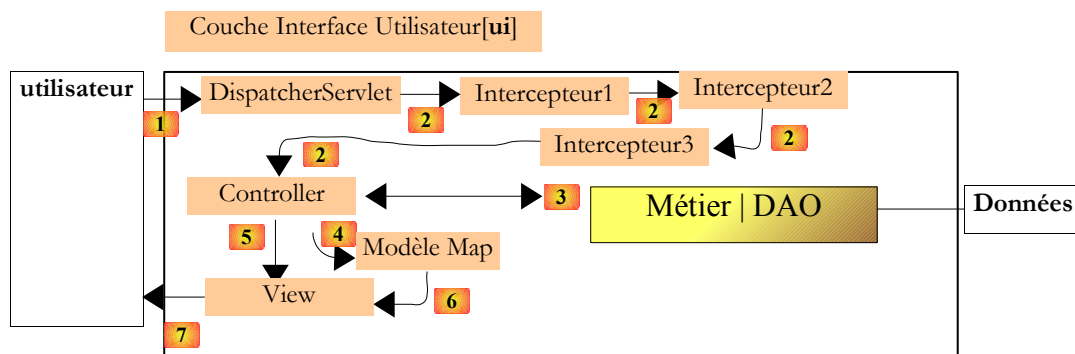 Couche Interface Utilisateur[ui]
utilisateur
DispatcherServlet
Intercepteur1
Intercepteur2
1
2
2
2
Intercepteur3
2
Controller
3
Métier | DAO
Données
5
4
Modèle Map
View
6
7